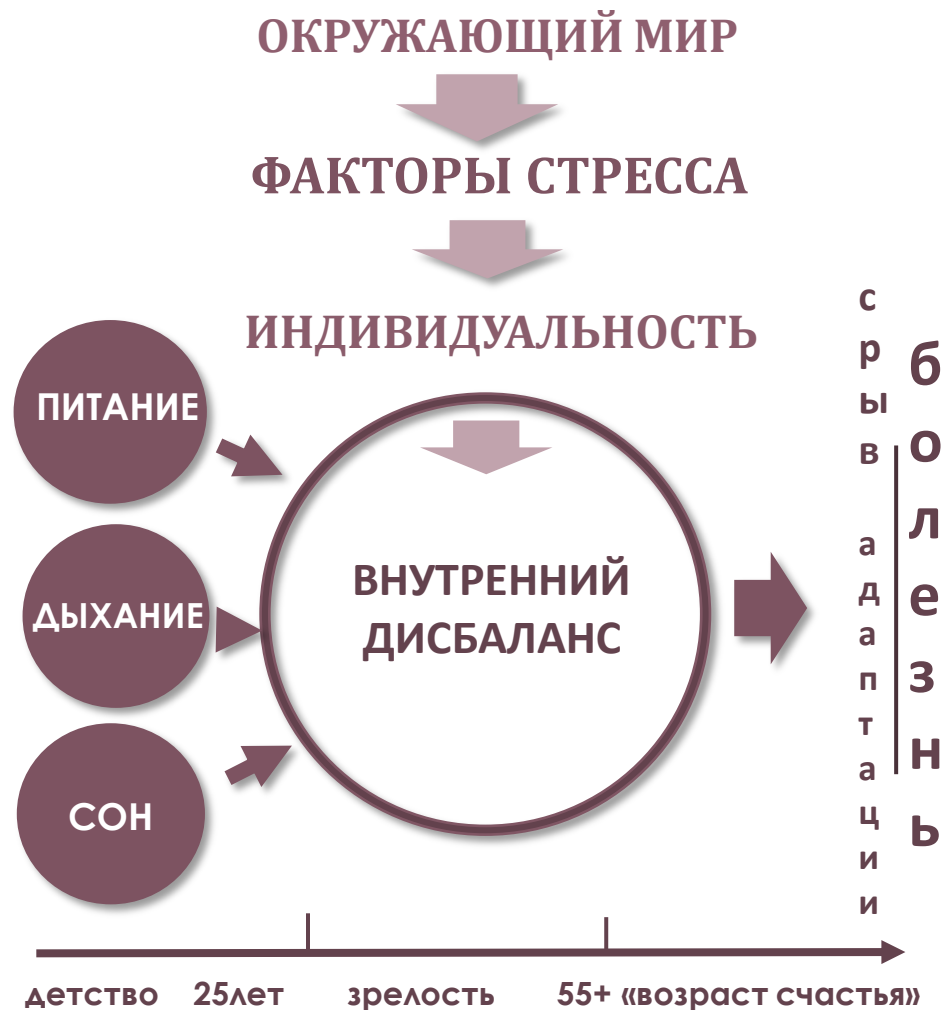 ОКРУЖАЮЩИЙ МИР
ФАКТОРЫ СТРЕССА
ИНДИВИДУАЛЬНОСТЬ
ПИТАНИЕ
ДЫХАНИЕ
СОН
ВНУТРЕННИЙ
ДИСБАЛАНС
срыв адаптации
болезнь
детство 25лет зрелость 55+ «возраст счастья»